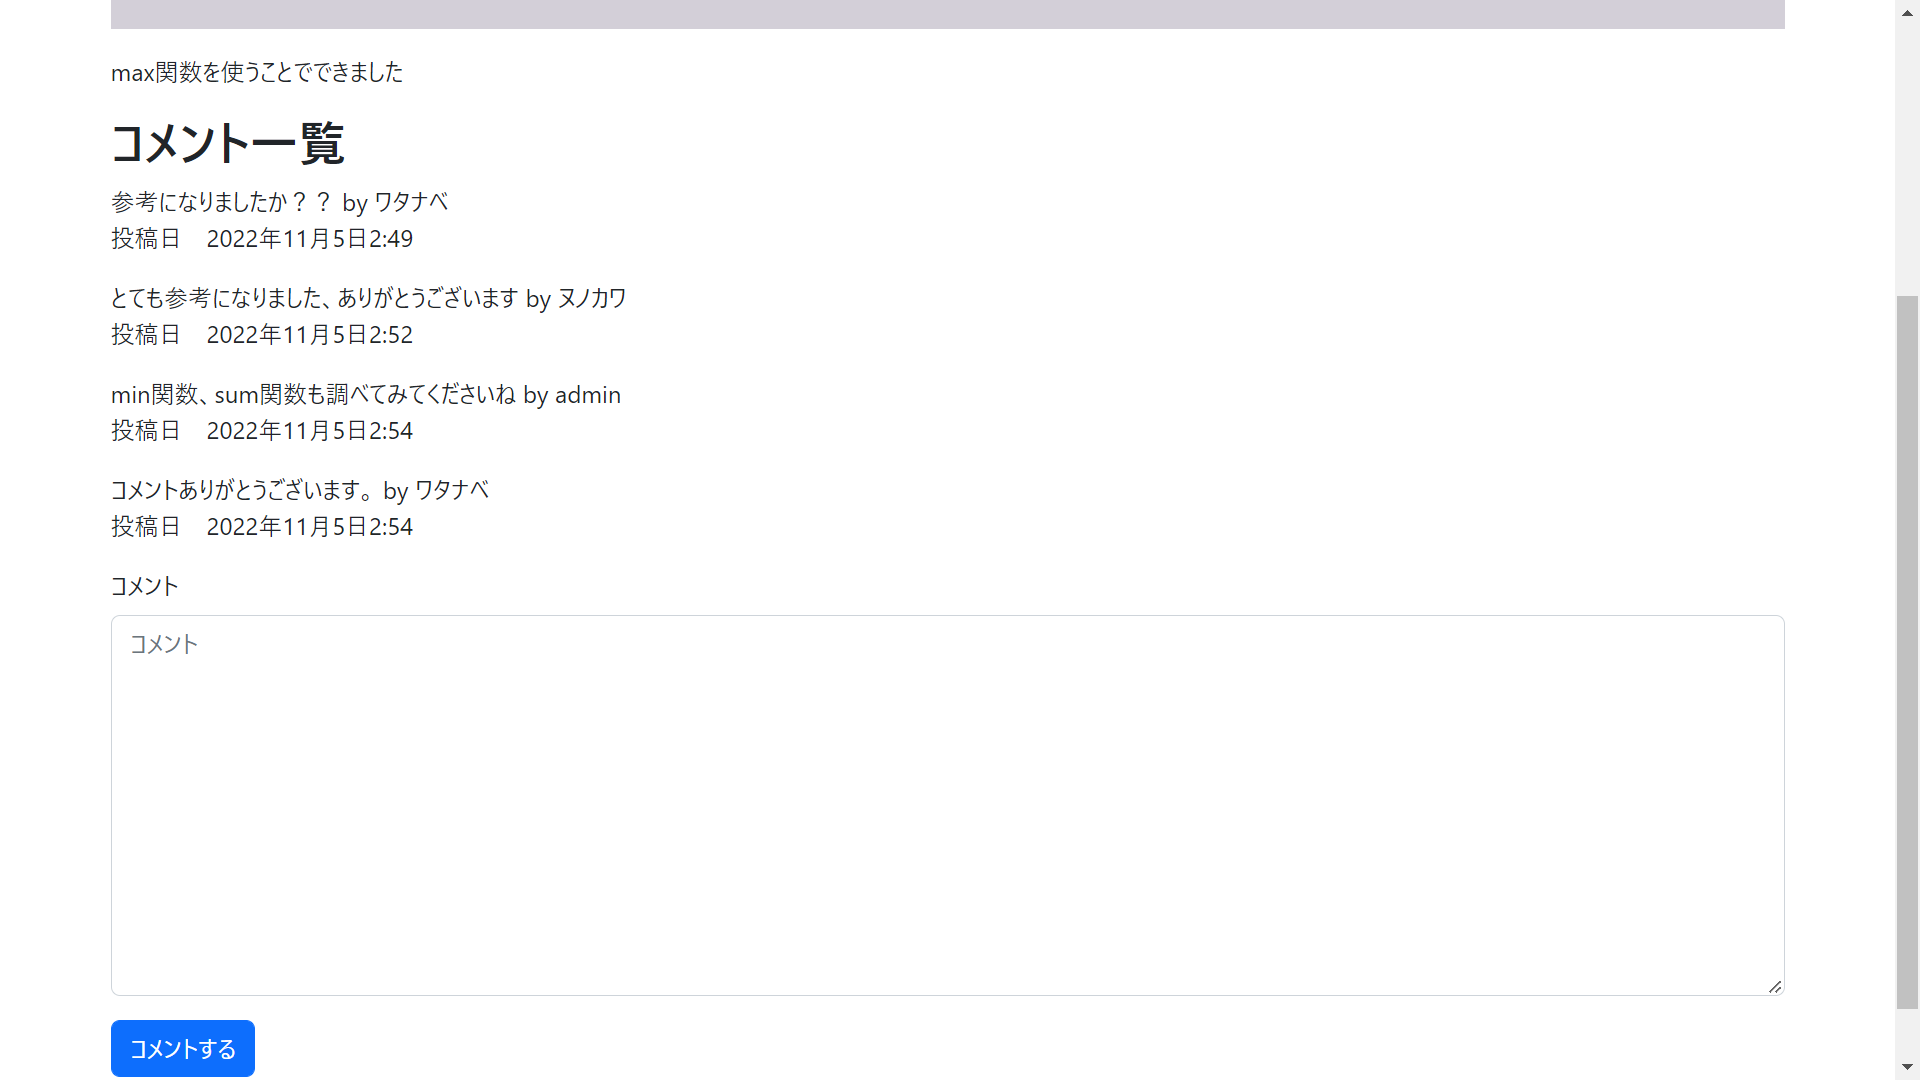 max関数を使うことでできました
コメント一覧
参考になりましたか？？ by ワタナベ
投稿日　2022年11月5日2:49
とても参考になりました、ありがとうございます by ヌノカワ
投稿日　2022年11月5日2:52
min関数、sum関数も調べてみてくださいね by admin
投稿日　2022年11月5日2:54
コメントありがとうございます。 by ワタナベ
投稿日　2022年11月5日2:54
コメント
コメント
コメントする